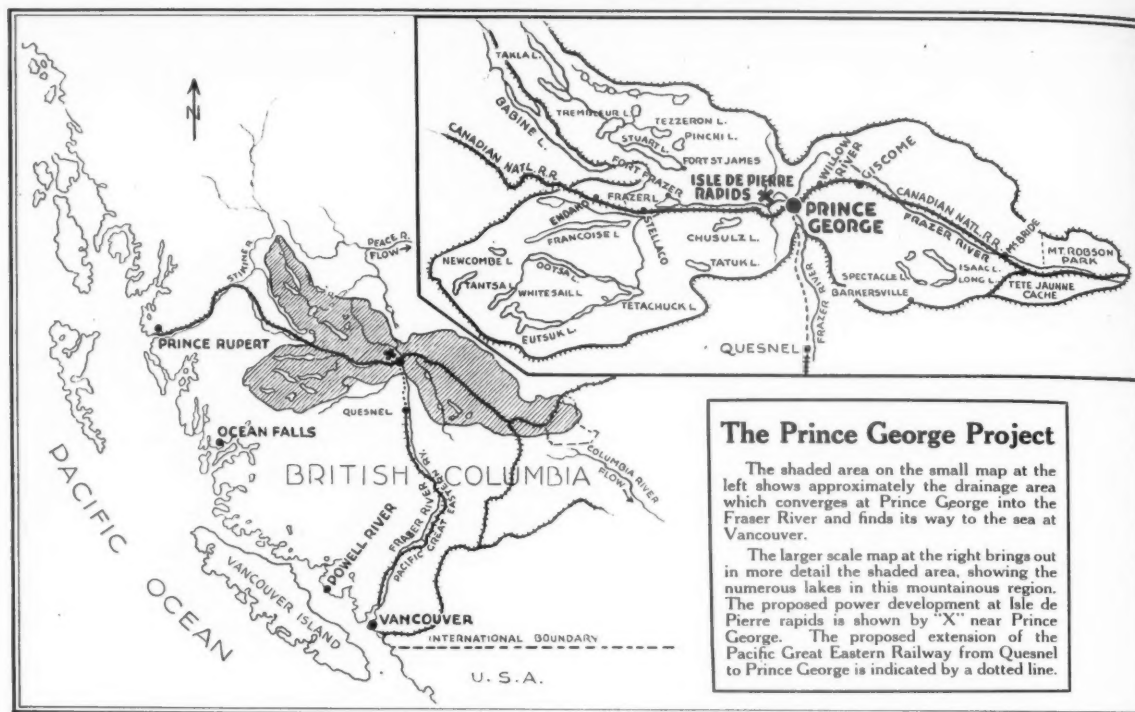 N
STIKINE
PEACE R.
FLOW
PRINCE RUPERT
QUESNEL
OCEAN FALLS
BRITISH COLUMBIA
COLUMBIA RIVER
FLOW
PACIFIC
OCEAN
FRASER RIVER
PACIFIC GREAT EASTERN RY.
POWELL RIVER
VANCOUVER ISLAND
VANCOUVER
INTERNATIONAL BOUNDARY
U.S.A.
TAKLA L.
BABINE L.
TREMBLEUR L.
TEZZERON L.
STUART L.
PINCHI L.
FORT ST JAMES
CANADIAN NATL. R.R.
FORT FRAZER
ISLE DE PIERRE
RAPIDS
X
WILLOW
RIVER
GISCOME
ENDAKO
FRAZER L.
PRINCE
GEORGE
CANADIAN NATL. R.R.
FRAZER RIVER
McBRIDE
MT. ROBSON
PARK
FRANCOISE L.
STELLACO
CHUSULZ L.
NEWCOMBE L.
OOTSA L.
TATUK L.
SPECTACLE L.
ISAAC L.
LONG L.
TANTSA L.
WHITESAIL L.
TETACHUCK L.
BARKERSVILLE
TETE JAUNNE
CACHE
EUTSUK L.
FRAZER RIVER
QUESNEL
The Prince George Project
The shaded area on the small map at the
left shows approximately the drainage area
which converges at Prince George into the
Fraser River and finds its way to the sea at
Vancouver.
The larger scale map at the right brings out
in more detail the shaded area, showing the
numerous lakes in this mountainous region.
The proposed power development at Isle de
Pierre rapids is shown by "X" near Prince
George. The proposed extension of the
Pacific Great Eastern Railway from Quesnel
to Prince George is indicated by a dotted line.